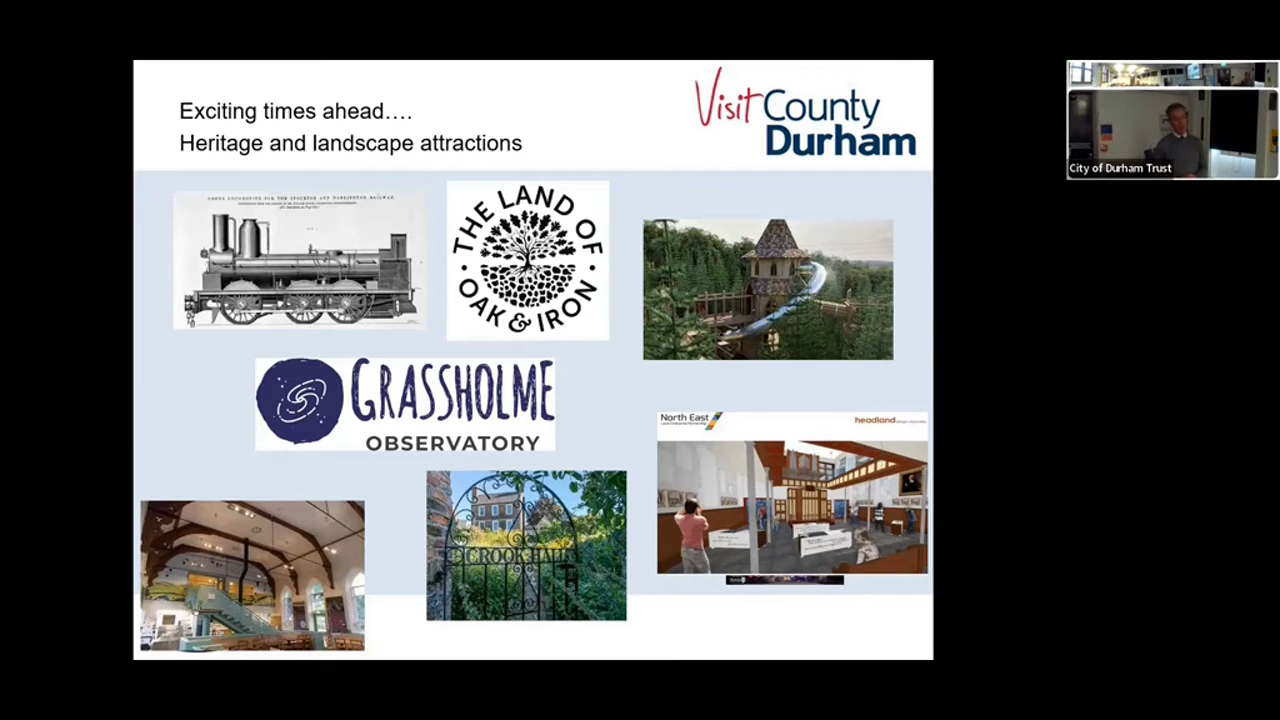 Exciting times ahead….
Heritage and landscape attractions
Visit County
Durham
City of Durham Trust
THE LAND OF
OAK & IRON
GRASSHOLME
OBSERVATORY
North East
headland
CROOK HALL